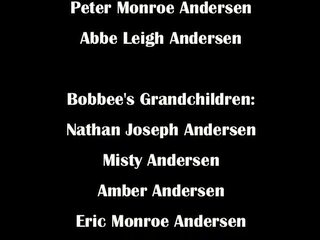 Peter Monroe Andersen
Abbe Leigh Andersen
Bobbee's Grandchildren:
Nathan Joseph Andersen
Misty Andersen
Amber Andersen
Eric Monroe Andersen